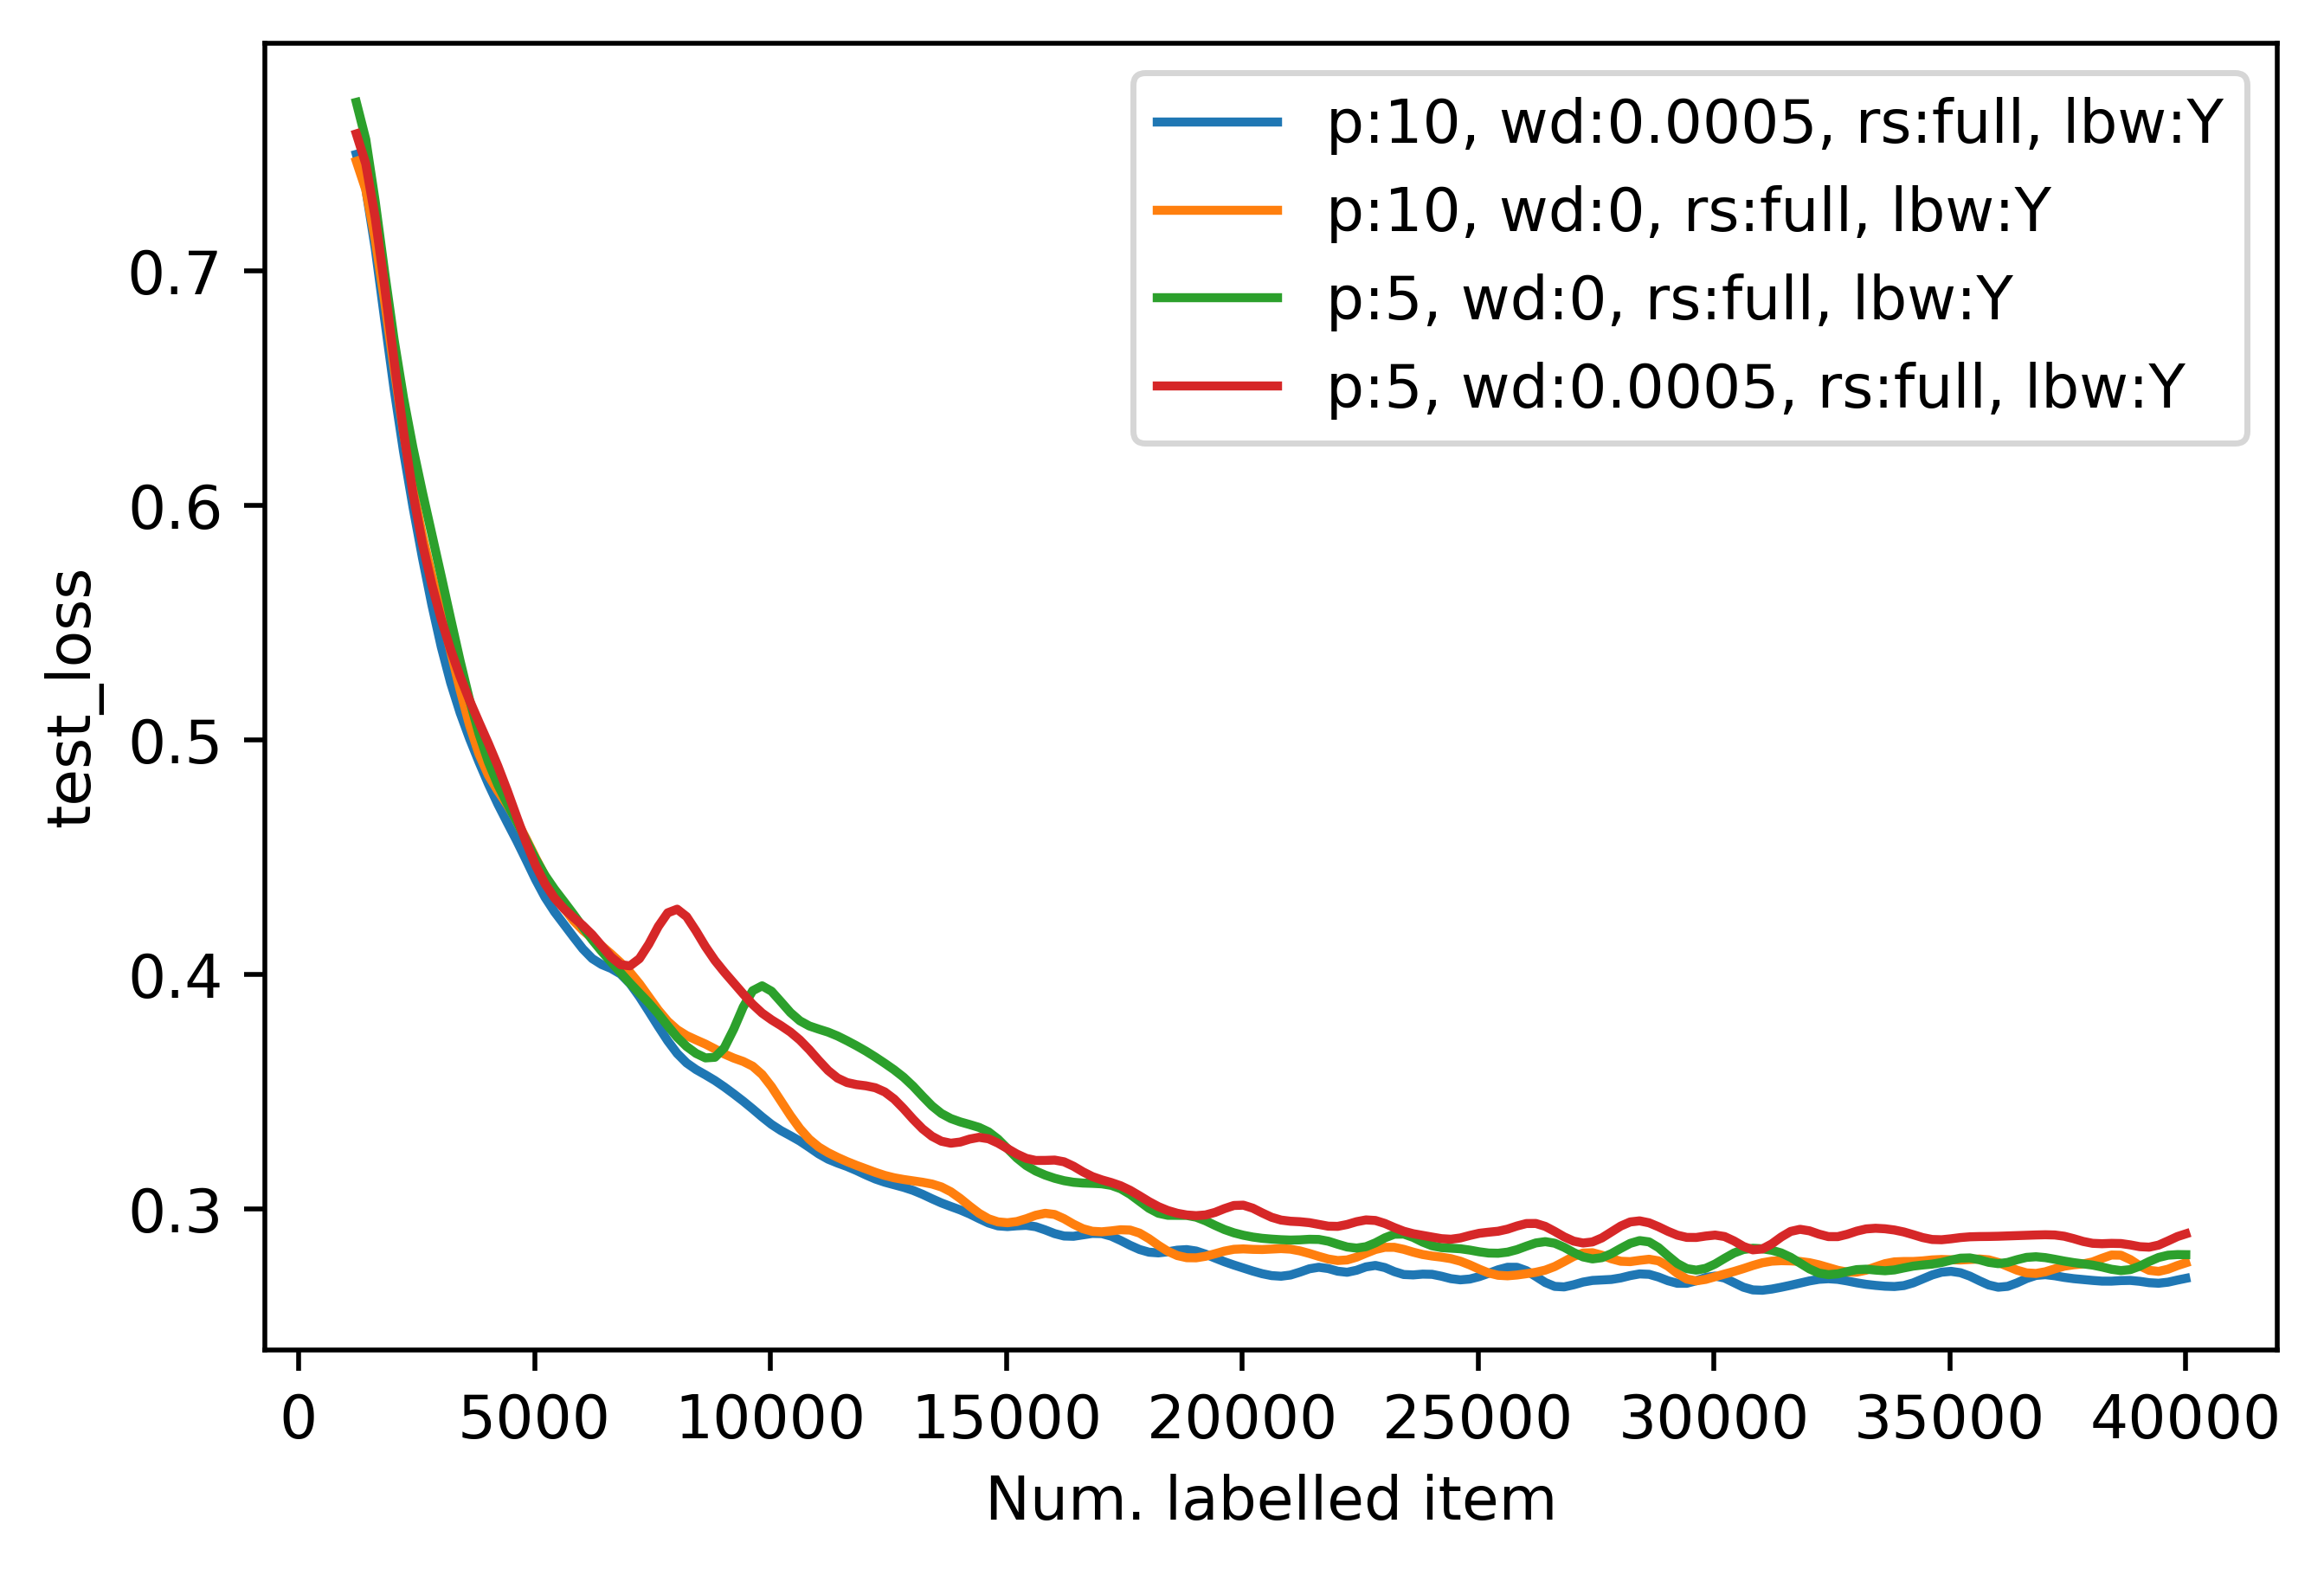 p:10, wd:0.0005, rs:full, lbw:Y
p:10, wd:0, rs:full, lbw:Y
p:5, wd:0, rs:full, lbw:Y
p:5, wd:0.0005, rs:full, lbw:Y
0.7
0.6
0.5
0.4
0.3
test_loss
0 5000 10000 15000 20000 25000 30000 35000 40000
Num. labelled item